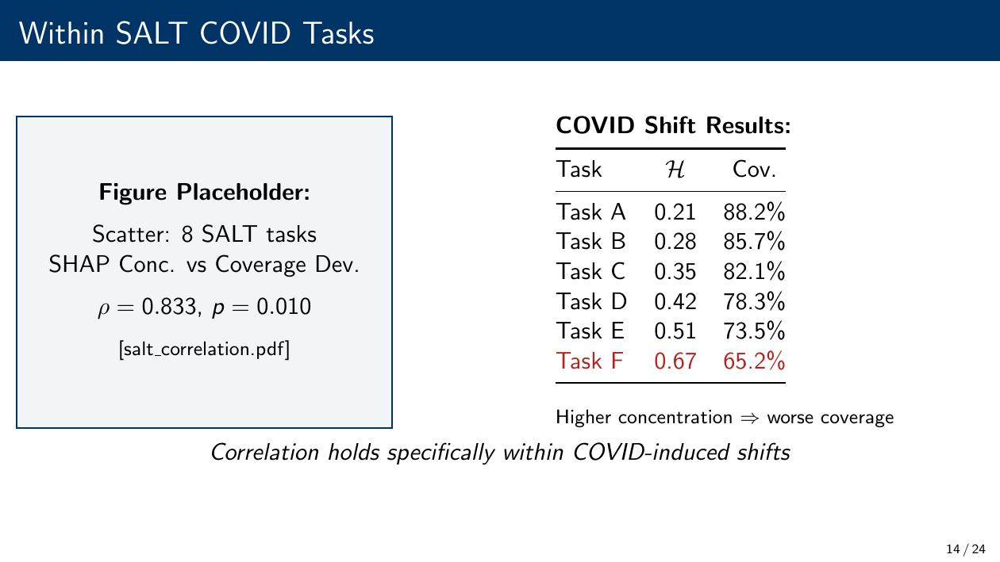 Within SALT COVID Tasks
Figure Placeholder:
Scatter: 8 SALT tasks
SHAP Conc. vs Coverage Dev.
ρ = 0.833, p = 0.010
[salt_correlation.pdf]
COVID Shift Results:
Task ℋ Cov.
Task A 0.21 88.2%
Task B 0.28 85.7%
Task C 0.35 82.1%
Task D 0.42 78.3%
Task E 0.51 73.5%
Task F 0.67 65.2%
Higher concentration ⇒ worse coverage
Correlation holds specifically within COVID-induced shifts
14 / 24